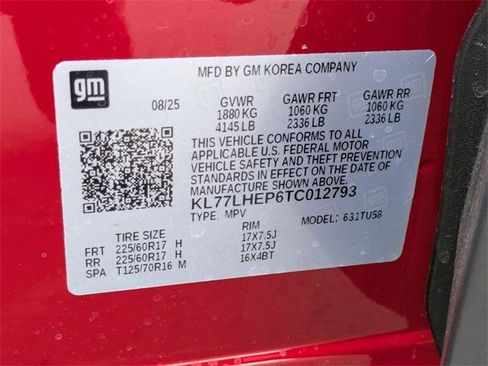 gm
MFD BY GM KOREA COMPANY
08/25 GVWR GAWR FRT GAWR RR
1880 KG 1060 KG 1060 KG
4145 LB 2336 LB 2336 LB
THIS VEHICLE CONFORMS TO ALL
APPLICABLE U.S. FEDERAL MOTOR
VEHICLE SAFETY AND THEFT PREVENTION
STANDARDS IN EFFECT ON THE DATE OF
MANUFACTURE SHOWN ABOVE.
KL77LHEP6TC012793
TYPE: MPV MODEL: 631TU58
TIRE SIZE RIM
FRT 225/60R17 H 17X7.5J
RR 225/60R17 H 17X7.5J
SPA T125/70R16 M 16X4BT